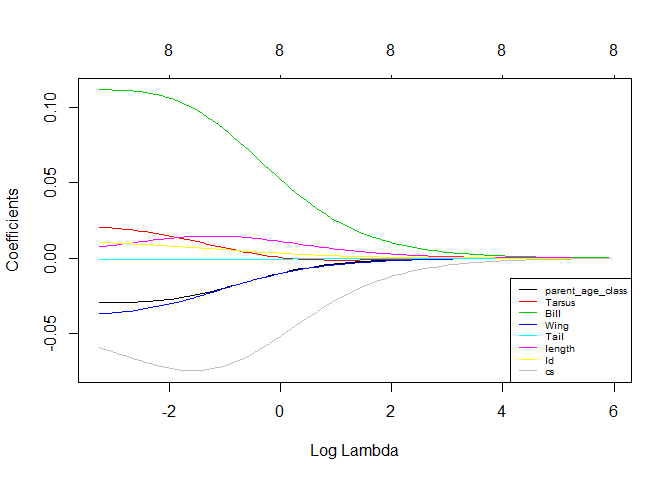 8 8 8 8 8
Coefficients
0.10
0.05
0.00
-0.05
parent_age_class
Tarsus
Bill
Wing
Tail
length
ld
cs
-2 0 2 4 6
Log Lambda